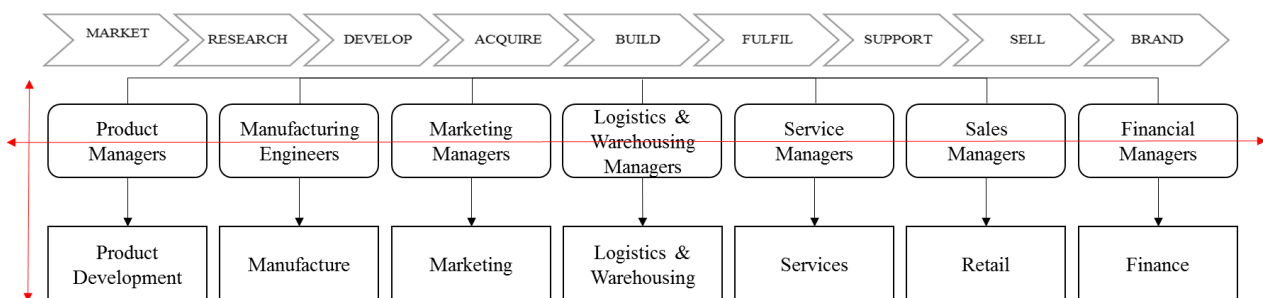 MARKET
RESEARCH
DEVELOP
ACQUIRE
BUILD
FULFIL
SUPPORT
SELL
BRAND
Product
Managers
Manufacturing
Engineers
Marketing
Managers
Logistics &
Warehousing
Managers
Service
Managers
Sales
Managers
Financial
Managers
Product
Development
Manufacture
Marketing
Logistics &
Warehousing
Services
Retail
Finance